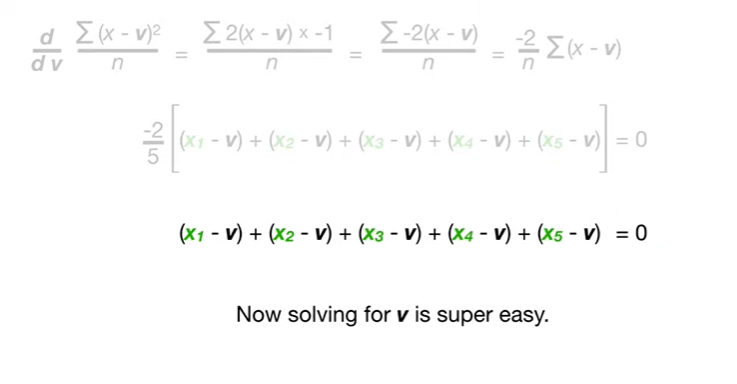 d/dv ∑(x - v)²/n = ∑2(x - v) × -1/n = ∑-2(x - v)/n = -2/n ∑(x - v)
-2/5 [(x₁ - v) + (x₂ - v) + (x₃ - v) + (x₄ - v) + (x₅ - v)] = 0
(x₁ - v) + (x₂ - v) + (x₃ - v) + (x₄ - v) + (x₅ - v) = 0
Now solving for v is super easy.